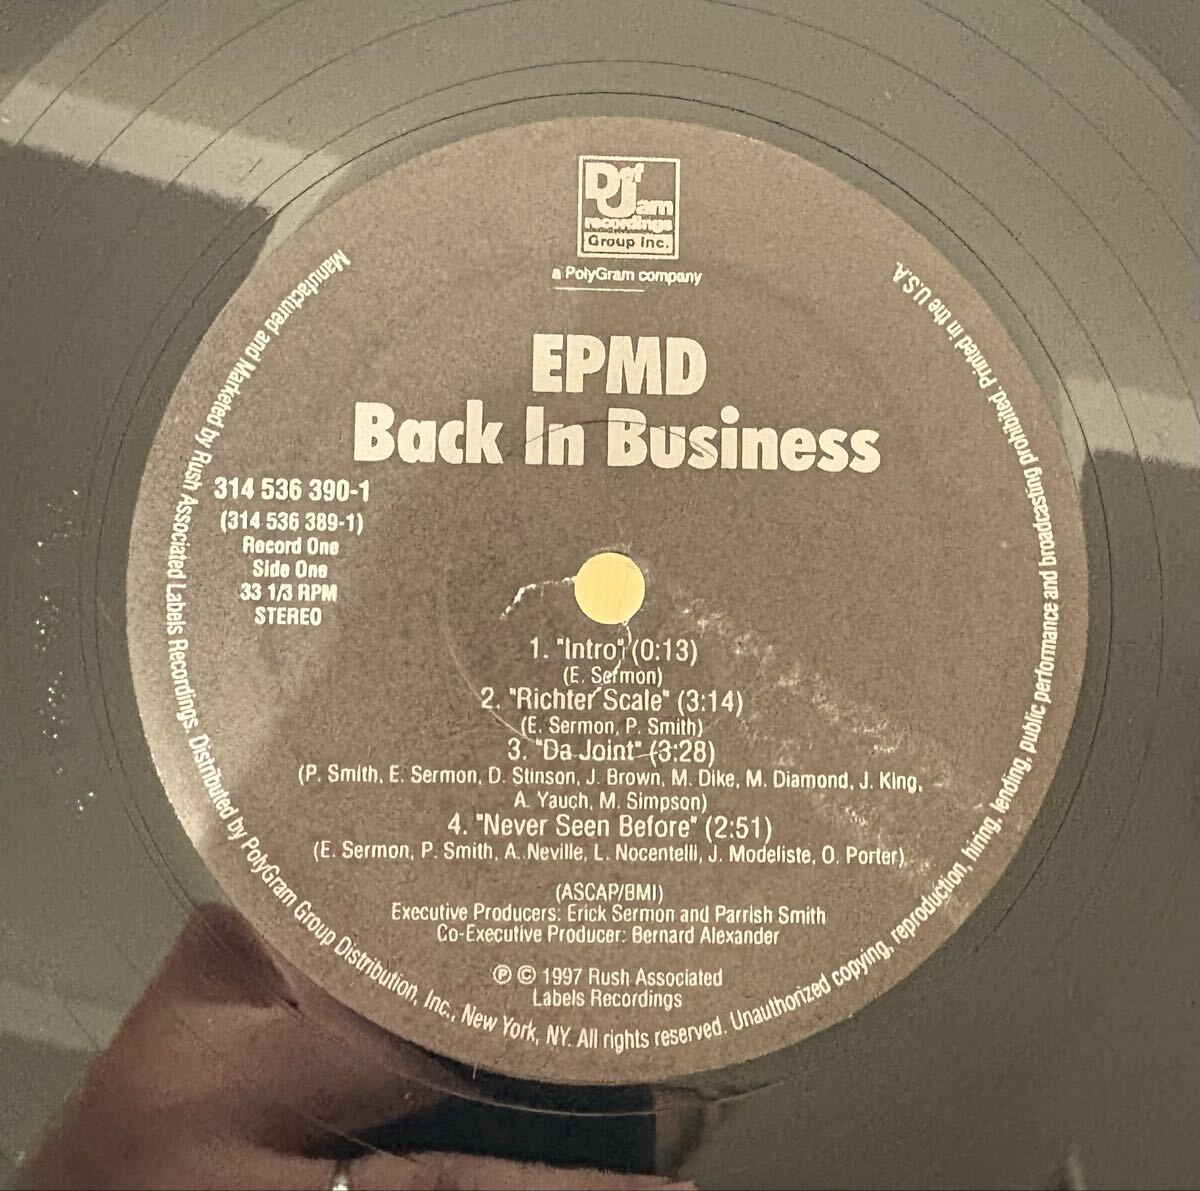 Def
Jam
recordings
Group Inc.
a PolyGram company
EPMD
Back In Business
314 536 390-1
(314 536 389-1)
Record One
Side One
33 1/3 RPM
STEREO
1. "Intro" (0:13)
(E. Sermon)
2. "Richter Scale" (3:14)
(E. Sermon, P. Smith)
3. "Da Joint" (3:28)
(P. Smith, E. Sermon, D. Stinson, J. Brown, M. Dike, M. Diamond, J. King,
A. Yauch, M. Simpson)
4. "Never Seen Before" (2:51)
(E. Sermon, P. Smith, A. Neville, L. Nocentelli, J. Modeliste, O. Porter)
(ASCAP/BMI)
Executive Producers: Erick Sermon and Parrish Smith
Co-Executive Producer: Bernard Alexander
℗ © 1997 Rush Associated
Labels Recordings
Manufactured and Marketed by Rush Associated Labels Recordings. Distributed by PolyGram Group Distribution, Inc., New York, NY. All rights reserved. Unauthorized copying, reproduction, hiring, lending, public performance and broadcasting prohibited. Printed in the U.S.A.